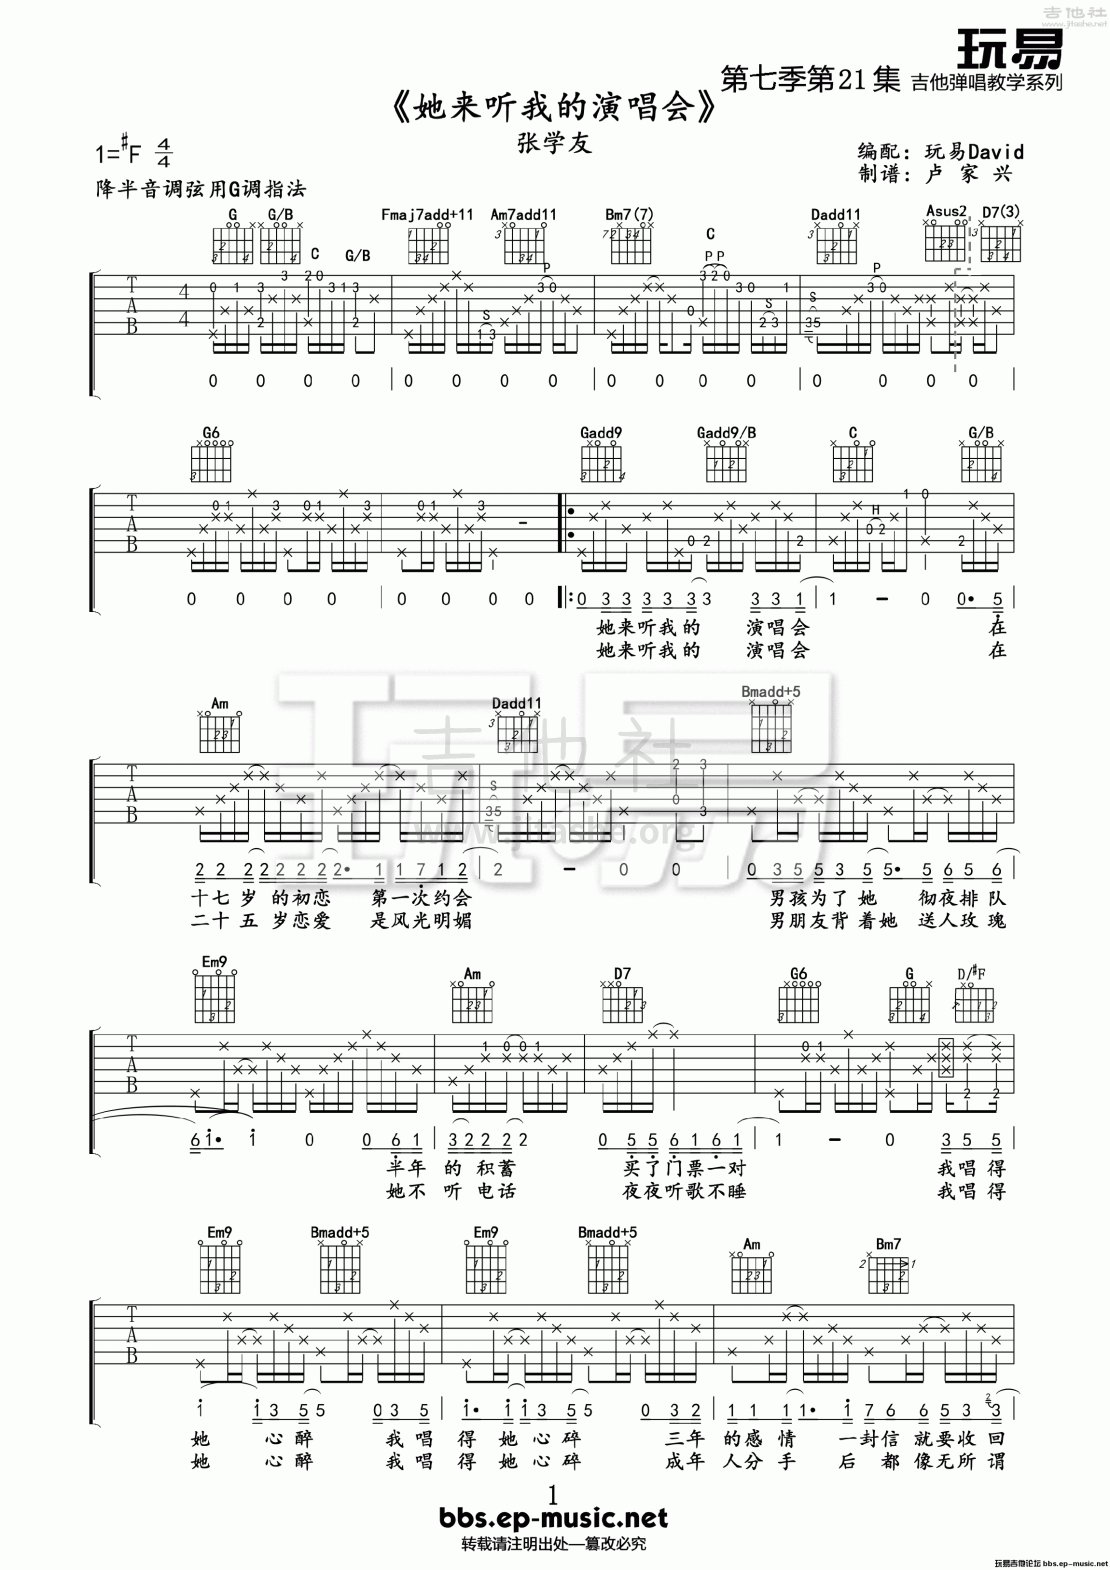 吉他社
www.jitashe.net
玩易
第七季第21集 吉他弹唱教学系列
《她来听我的演唱会》
张学友
1=#F 4/4
编配：玩易David
制谱：卢 家 兴
降半音调弦用G调指法
G G/B C G/B Fmaj7add+11 Am7add11 Bm7(7) C Dadd11 Asus2 D7(3)
0 0 0 0 | 0 0 0 0 | 0 0 0 0 | 0 0 0 0 |
G6 Gadd9 Gadd9/B C G/B
0 0 0 0 | 0 0 0 0 |: 0 3 3 3 3 3 3 3 3 3 1 | 1 - 0 0• 5 |
她来听我的 演唱会 在
她来听我的 演唱会 在
Am Dadd11 Bmadd+5
2 2 2 2 2 2 2 2• 1 1 7 1 2 | 2 - 0 0 | 0 3 5 5 3 5 5• 6 5 6
十七 岁 的初恋 第一次约会 男孩为了她 彻夜排队
二十五 岁恋爱 是风光明媚 男朋友背着她 送人玫瑰
吉他社
www.jitashe.org
Em9 Am D7 G6 G D/#F
6 1• 1 0 0 6 1 | 3 2 2 2 2 0 5 5 6 1 6 1 | 1 - 0 3 5 5
半年 的 积蓄 买了门票一对 我唱得
她不 听 电话 夜夜听歌不睡 我唱得
Em9 Bmadd+5 Em9 Bmadd+5 Am Bm7
1 1 3 5 5 0 3 5 | 1• 1 1 3 5 5 0 3 5 5 | 2 1 1 1 1• 1 7 6 6 5 3
她 心 醉 我唱 得 她 心 碎 三年 的感 情 一封信 就要收回
她 心 醉 我唱 得 她 心 碎 成年 人分 手 后 都 像无所谓
1
bbs.ep-music.net
转载请注明出处—篡改必究
玩易吉他论坛 bbs.ep-music.net